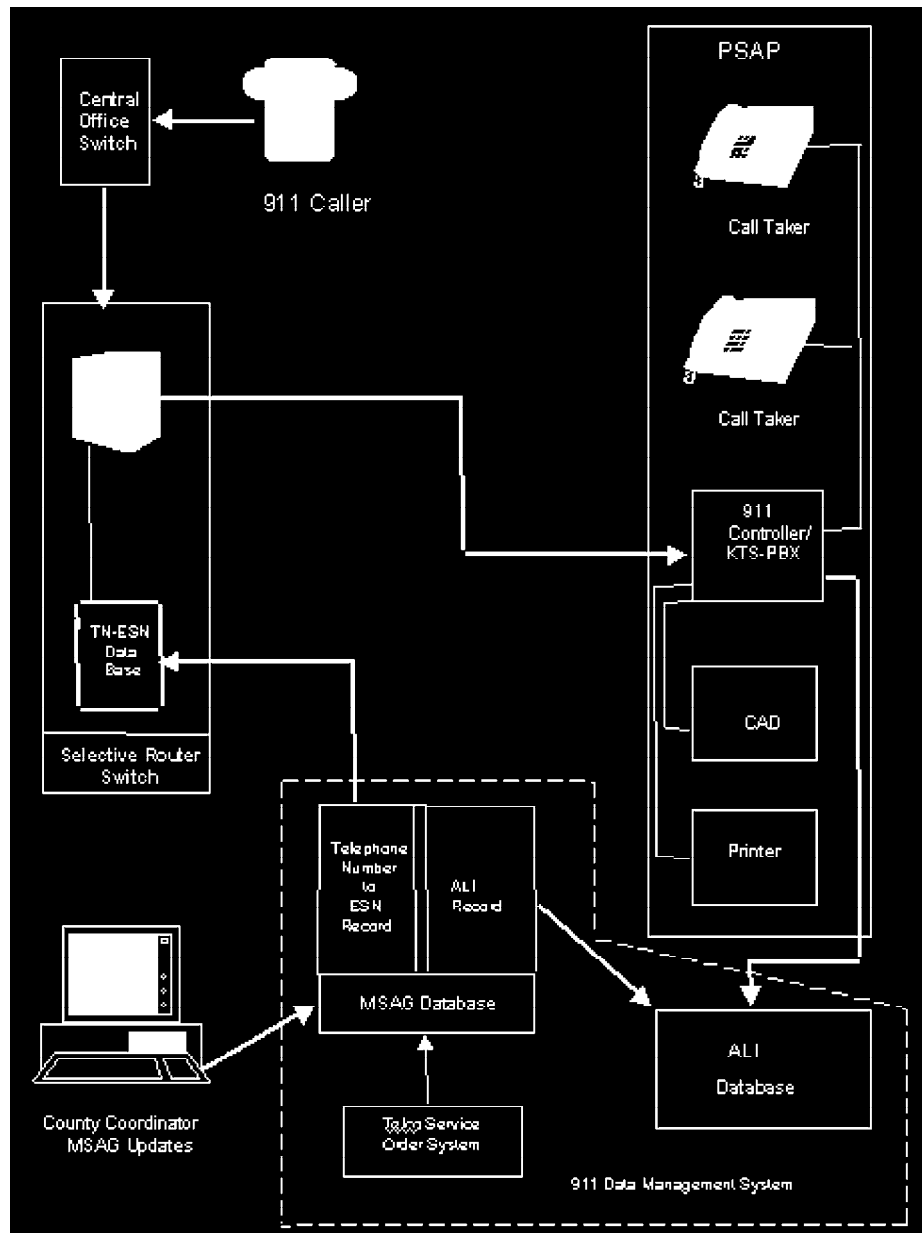 PSAP
Central
Office
Switch
911 Caller
Call Taker
Call Taker
911
Controller/
KTS-PBX
TN-ESN
Data
Base
CAD
Selective Router
Switch
Printer
Telephone
Number
to
ESN
Record
ALI
Record
MSAG Database
ALI
Database
County Coordinator
MSAG Updates
Telco Service
Order System
911 Data Management System